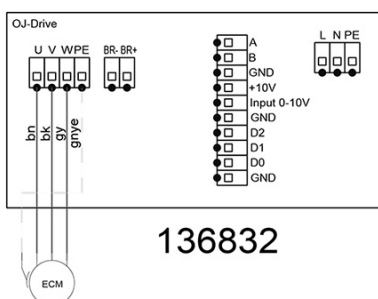 OJ-Drive
U V W PE
BR- BR+
L N PE
A
B
GND
+10V
Input 0-10V
GND
D2
D1
D0
GND
bn
bk
gy
gnye
ECM
136832